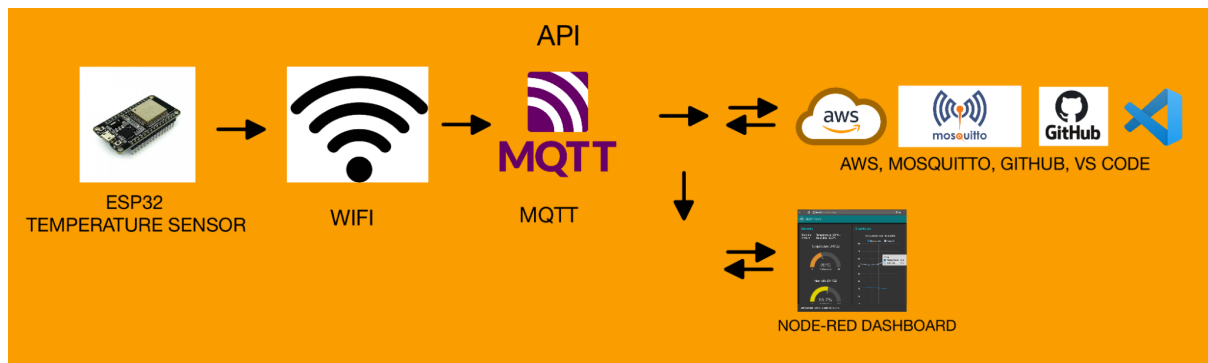 API
aws
mosquitto
GitHub
MQTT
AWS, MOSQUITTO, GITHUB, VS CODE
ESP32
TEMPERATURE SENSOR
WIFI
MQTT
NODE-RED DASHBOARD